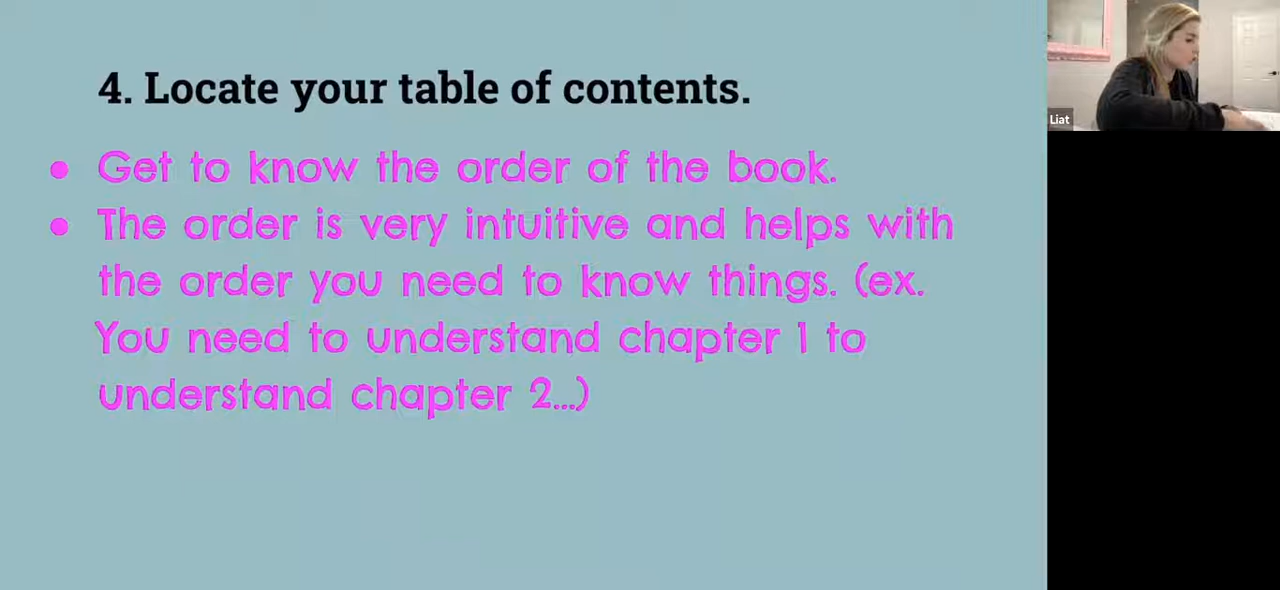 4. Locate your table of contents.
● Get to know the order of the book.
● The order is very intuitive and helps with
the order you need to know things. (ex.
You need to understand chapter 1 to
understand chapter 2...)
Liat